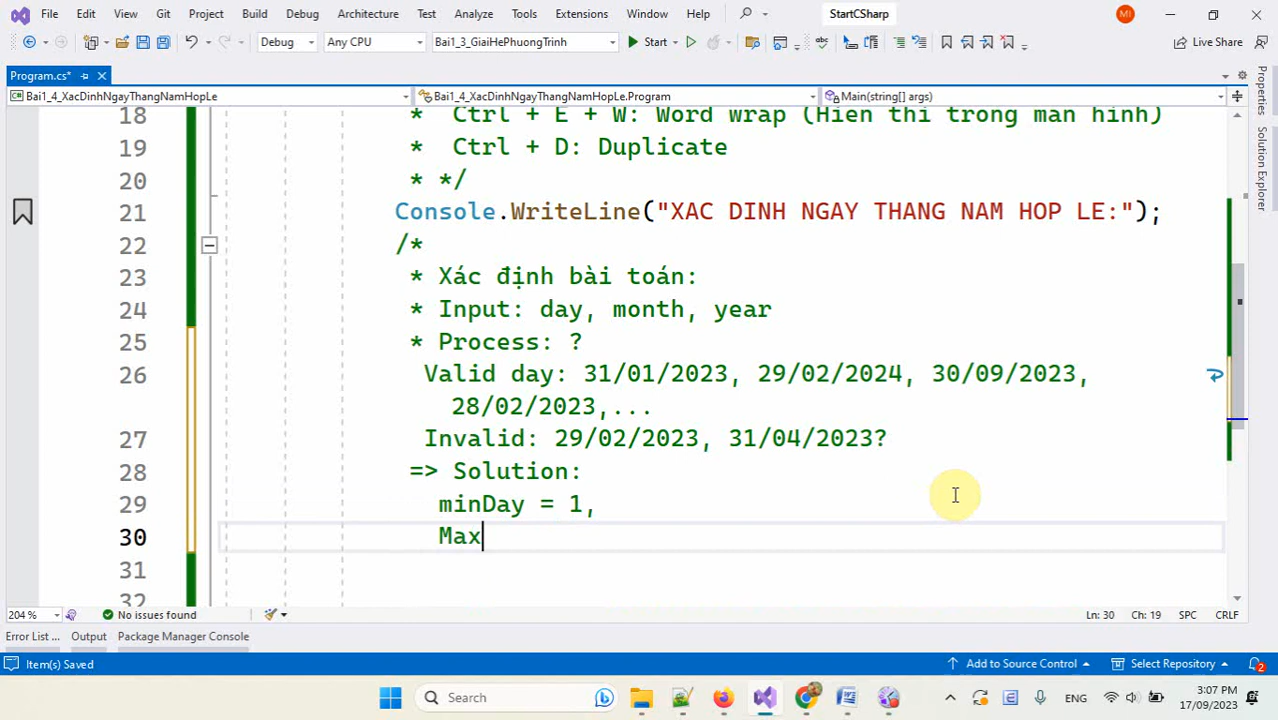 File Edit View Git Project Build Debug Architecture Test Analyze Tools Extensions Window Help StartCSharp MI
Debug Any CPU Bai1_3_GiaiHePhuongTrinh Start Live Share
Program.cs*
Bai1_4_XacDinhNgayThangNamHopLe Bai1_4_XacDinhNgayThangNamHopLe.Program Main(string[] args)
Properties
Solution Explorer
18 * Ctrl + E + W: Word wrap (Hien thi trong man hinh)
19 * Ctrl + D: Duplicate
20 * */
21 Console.WriteLine("XAC DINH NGAY THANG NAM HOP LE:");
22 /*
23 * Xác định bài toán:
24 * Input: day, month, year
25 * Process: ?
26 Valid day: 31/01/2023, 29/02/2024, 30/09/2023,
28/02/2023,...
27 Invalid: 29/02/2023, 31/04/2023?
28 => Solution:
29 minDay = 1,
30 Max
31
32
204 % No issues found Ln: 30 Ch: 19 SPC CRLF
Error List ... Output Package Manager Console
Item(s) Saved Add to Source Control Select Repository 2
Search ENG 3:07 PM
17/09/2023